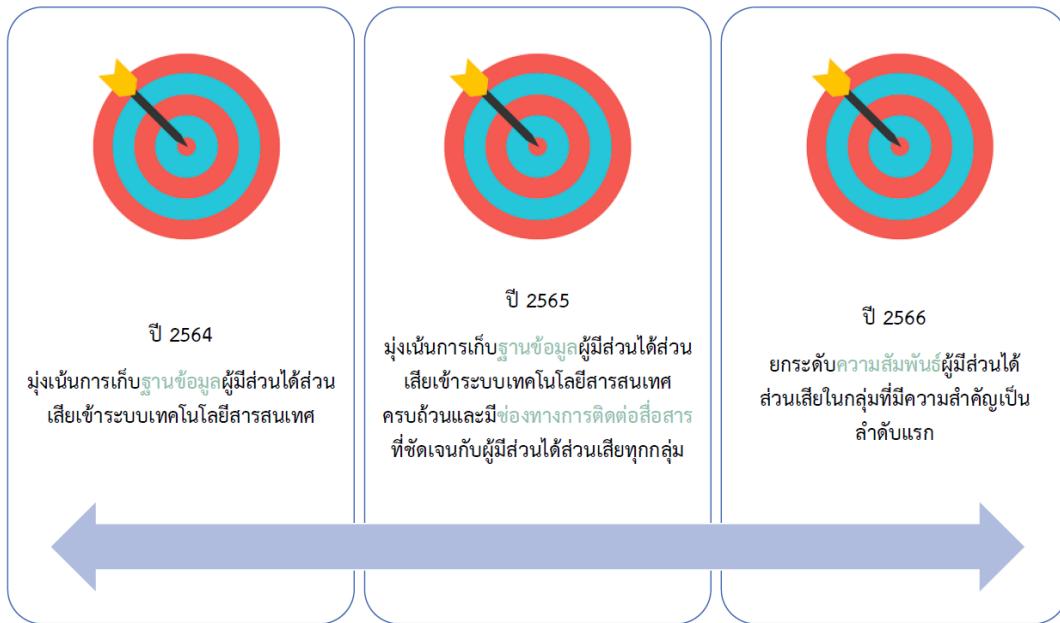 ปี 2564
มุ่งเน้นการเก็บฐานข้อมูลผู้มีส่วนได้ส่วน
เสียเข้าระบบเทคโนโลยีสารสนเทศ
ปี 2565
มุ่งเน้นการเก็บฐานข้อมูลผู้มีส่วนได้ส่วน
เสียเข้าระบบเทคโนโลยีสารสนเทศ
ครบถ้วนและมีช่องทางการติดต่อสื่อสาร
ที่ชัดเจนกับผู้มีส่วนได้ส่วนเสียทุกกลุ่ม
ปี 2566
ยกระดับความสัมพันธ์ผู้มีส่วนได้
ส่วนเสียในกลุ่มที่มีความสำคัญเป็น
ลำดับแรก